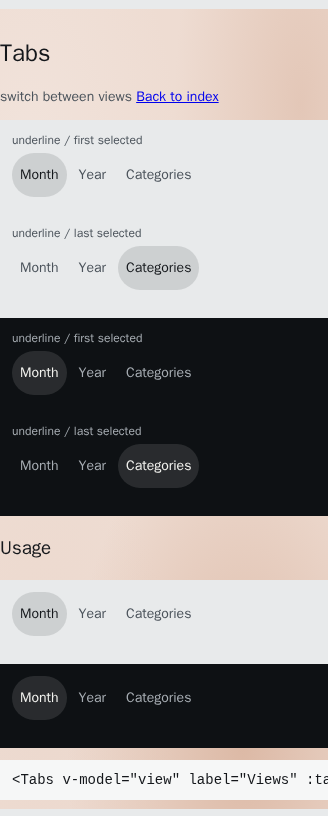 Tabs
switch between views Back to index
underline / first selected
Month Year Categories
underline / last selected
Month Year Categories
underline / first selected
Month Year Categories
underline / last selected
Month Year Categories
Usage
Month Year Categories
Month Year Categories
<Tabs v-model="view" label="Views" :ta